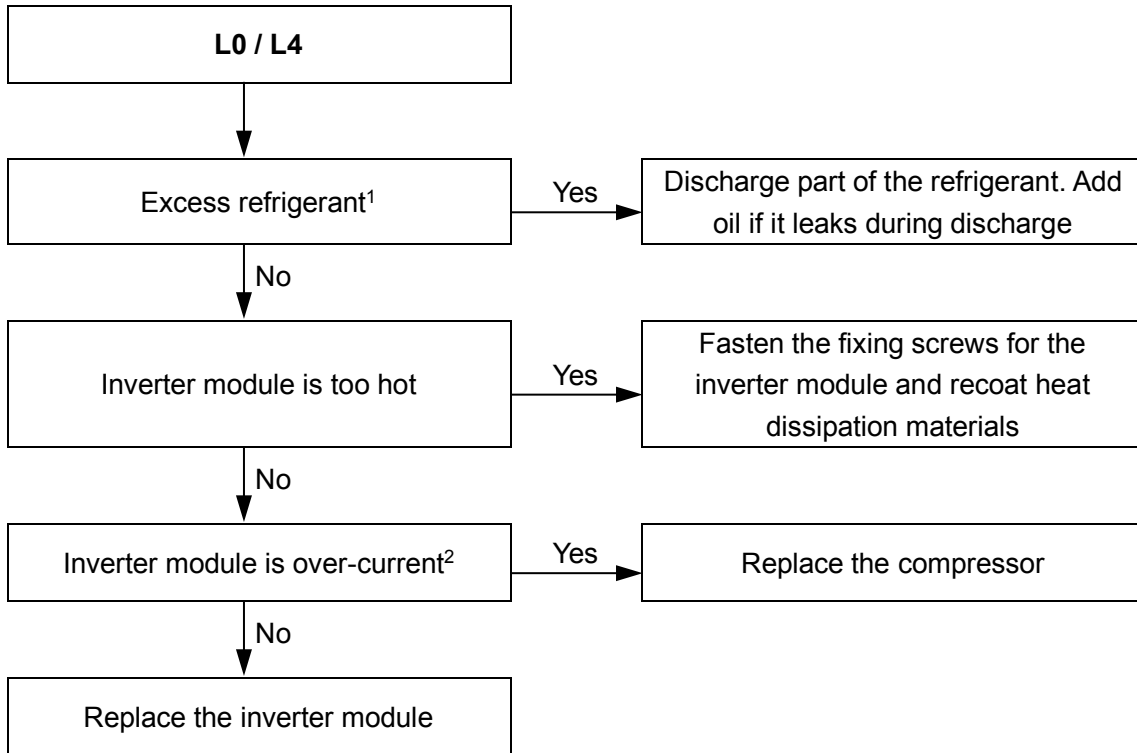 L0 / L4
Excess refrigerant¹
Yes
Discharge part of the refrigerant. Add
oil if it leaks during discharge
No
Inverter module is too hot
Yes
Fasten the fixing screws for the
inverter module and recoat heat
dissipation materials
No
Inverter module is over-current²
Yes
Replace the compressor
No
Replace the inverter module